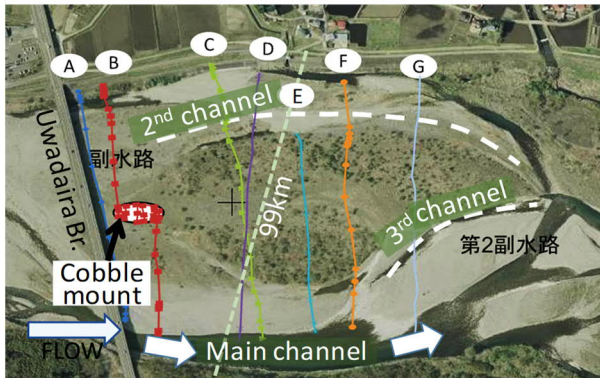 A
B
C
D
E
F
G
2nd channel
Uwadaira Br.
副水路
99km
3rd channel
第2副水路
Cobble
mount
FLOW
Main channel